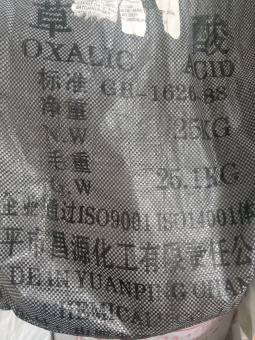 草 酸
OXALIC ACID
标准 GB-1626-88
净重
N.W 25KG
毛重
G.W 25.1KG
企业通过ISO9001 ISO14001体
平市昌源化工有限责任公
YUANPING
CHEMICAL